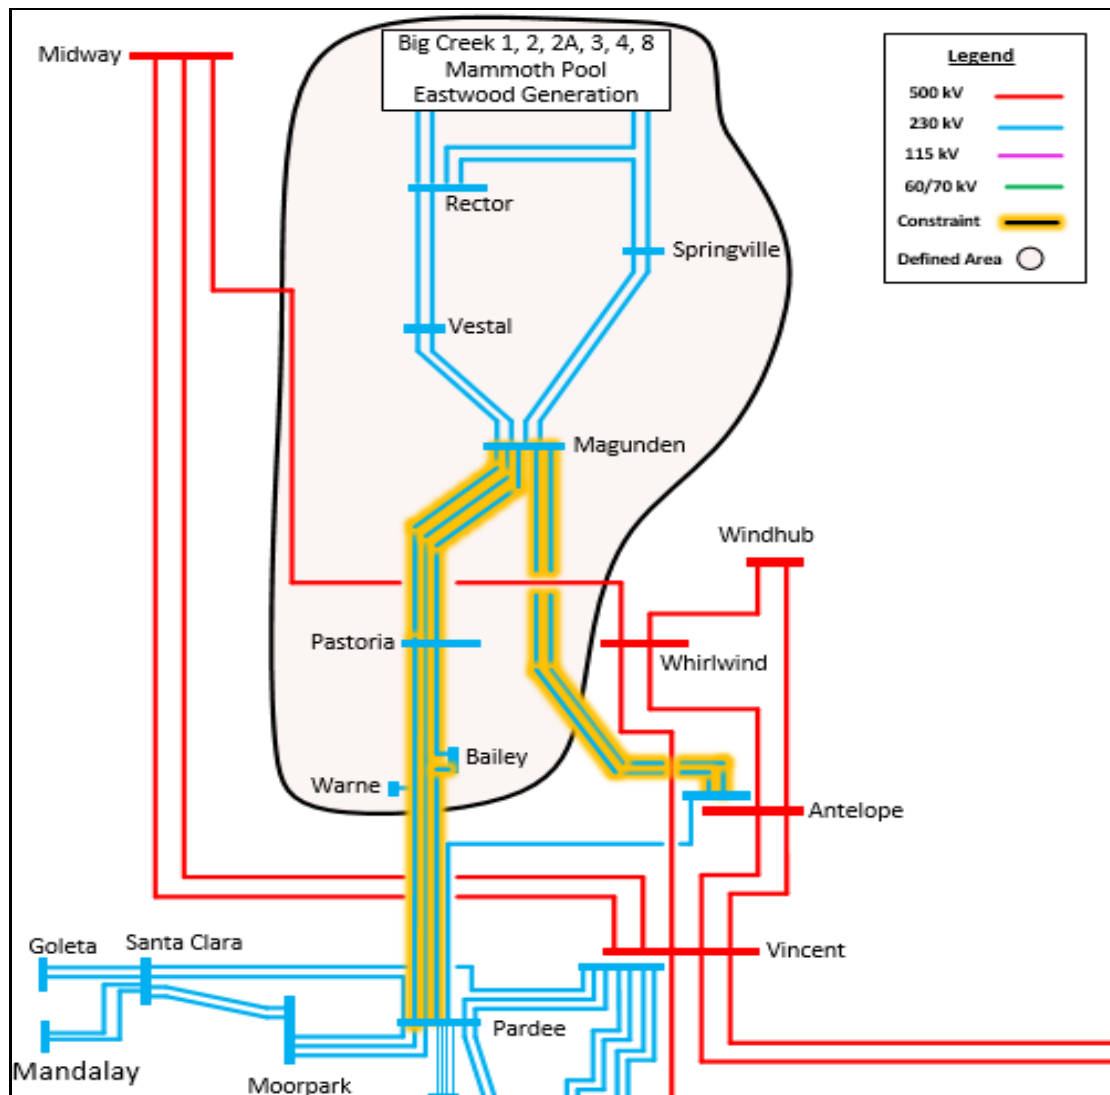 Big Creek 1, 2, 2A, 3, 4, 8
Mammoth Pool
Eastwood Generation
Midway
Legend
500 kV
230 kV
115 kV
60/70 kV
Constraint
Defined Area
Rector
Springville
Vestal
Magunden
Windhub
Pastoria
Whirlwind
Bailey
Warne
Antelope
Goleta
Santa Clara
Vincent
Pardee
Mandalay
Moorpark